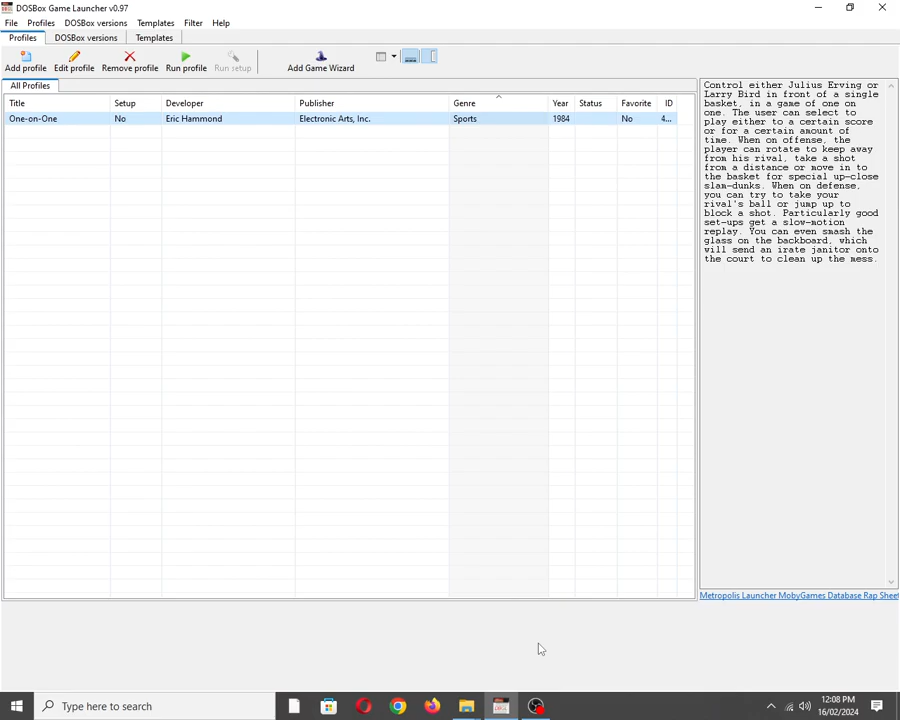 DOSBox Game Launcher v0.97
File Profiles DOSBox versions Templates Filter Help
Profiles DOSBox versions Templates
Add profile Edit profile Remove profile Run profile Run setup Add Game Wizard
All Profiles
Title Setup Developer Publisher Genre Year Status Favorite ID
One-on-One No Eric Hammond Electronic Arts, Inc. Sports 1984 No 4...
Control either Julius Erving or
Larry Bird in front of a single
basket, in a game of one on
one. The user can select to
play either to a certain score
or for a certain amount of
time. When on offense, the
player can rotate to keep away
from his rival, take a shot
from a distance or move in to
the basket for special up-close
slam-dunks. When on defense,
you can try to take your
rival's ball or jump up to
block a shot. Particularly good
set-ups get a slow-motion
replay. You can even smash the
glass on the backboard, which
will send an irate janitor onto
the court to clean up the mess.
Metropolis Launcher MobyGames Database Rap Sheet
Type here to search
12:08 PM
16/02/2024